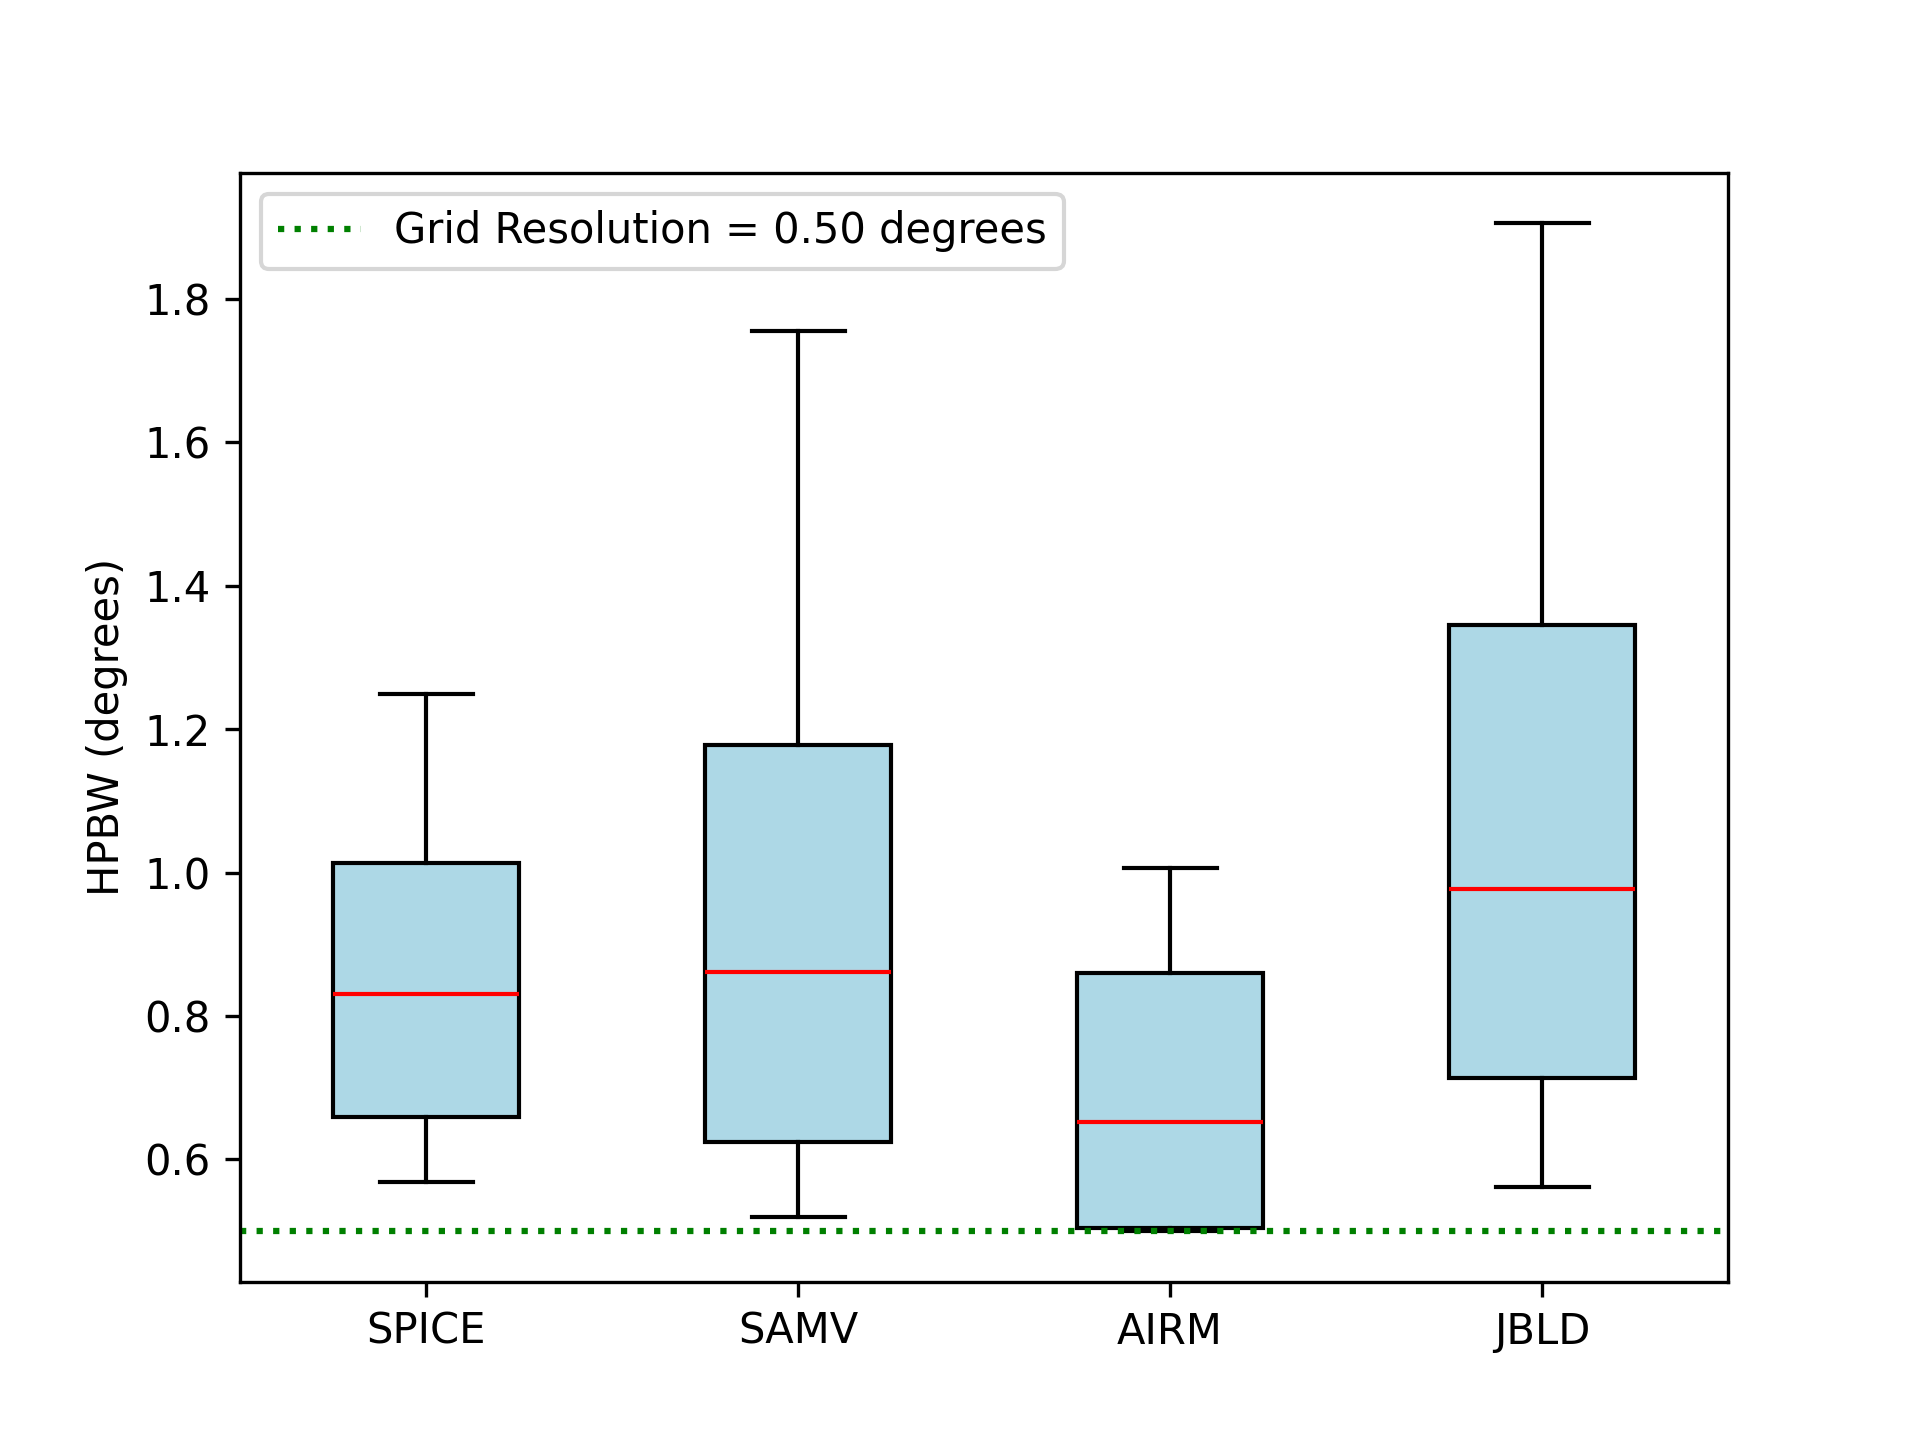 Grid Resolution = 0.50 degrees
1.8
1.6
1.4
1.2
1.0
0.8
0.6
HPBW (degrees)
SPICE SAMV AIRM JBLD